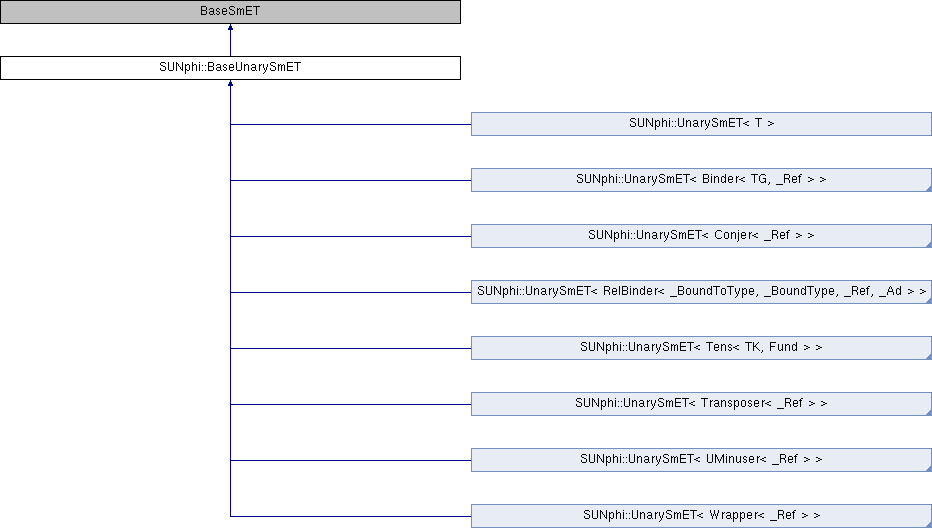 BaseSmET
SUNphi::BaseUnarySmET
SUNphi::UnarySmET< T >
SUNphi::UnarySmET< Binder< TG, _Ref > >
SUNphi::UnarySmET< Conjer< _Ref > >
SUNphi::UnarySmET< RelBinder< _BoundToType, _BoundType, _Ref, _Ad > >
SUNphi::UnarySmET< Tens< TK, Fund > >
SUNphi::UnarySmET< Transposer< _Ref > >
SUNphi::UnarySmET< UMinuser< _Ref > >
SUNphi::UnarySmET< Wrapper< _Ref > >